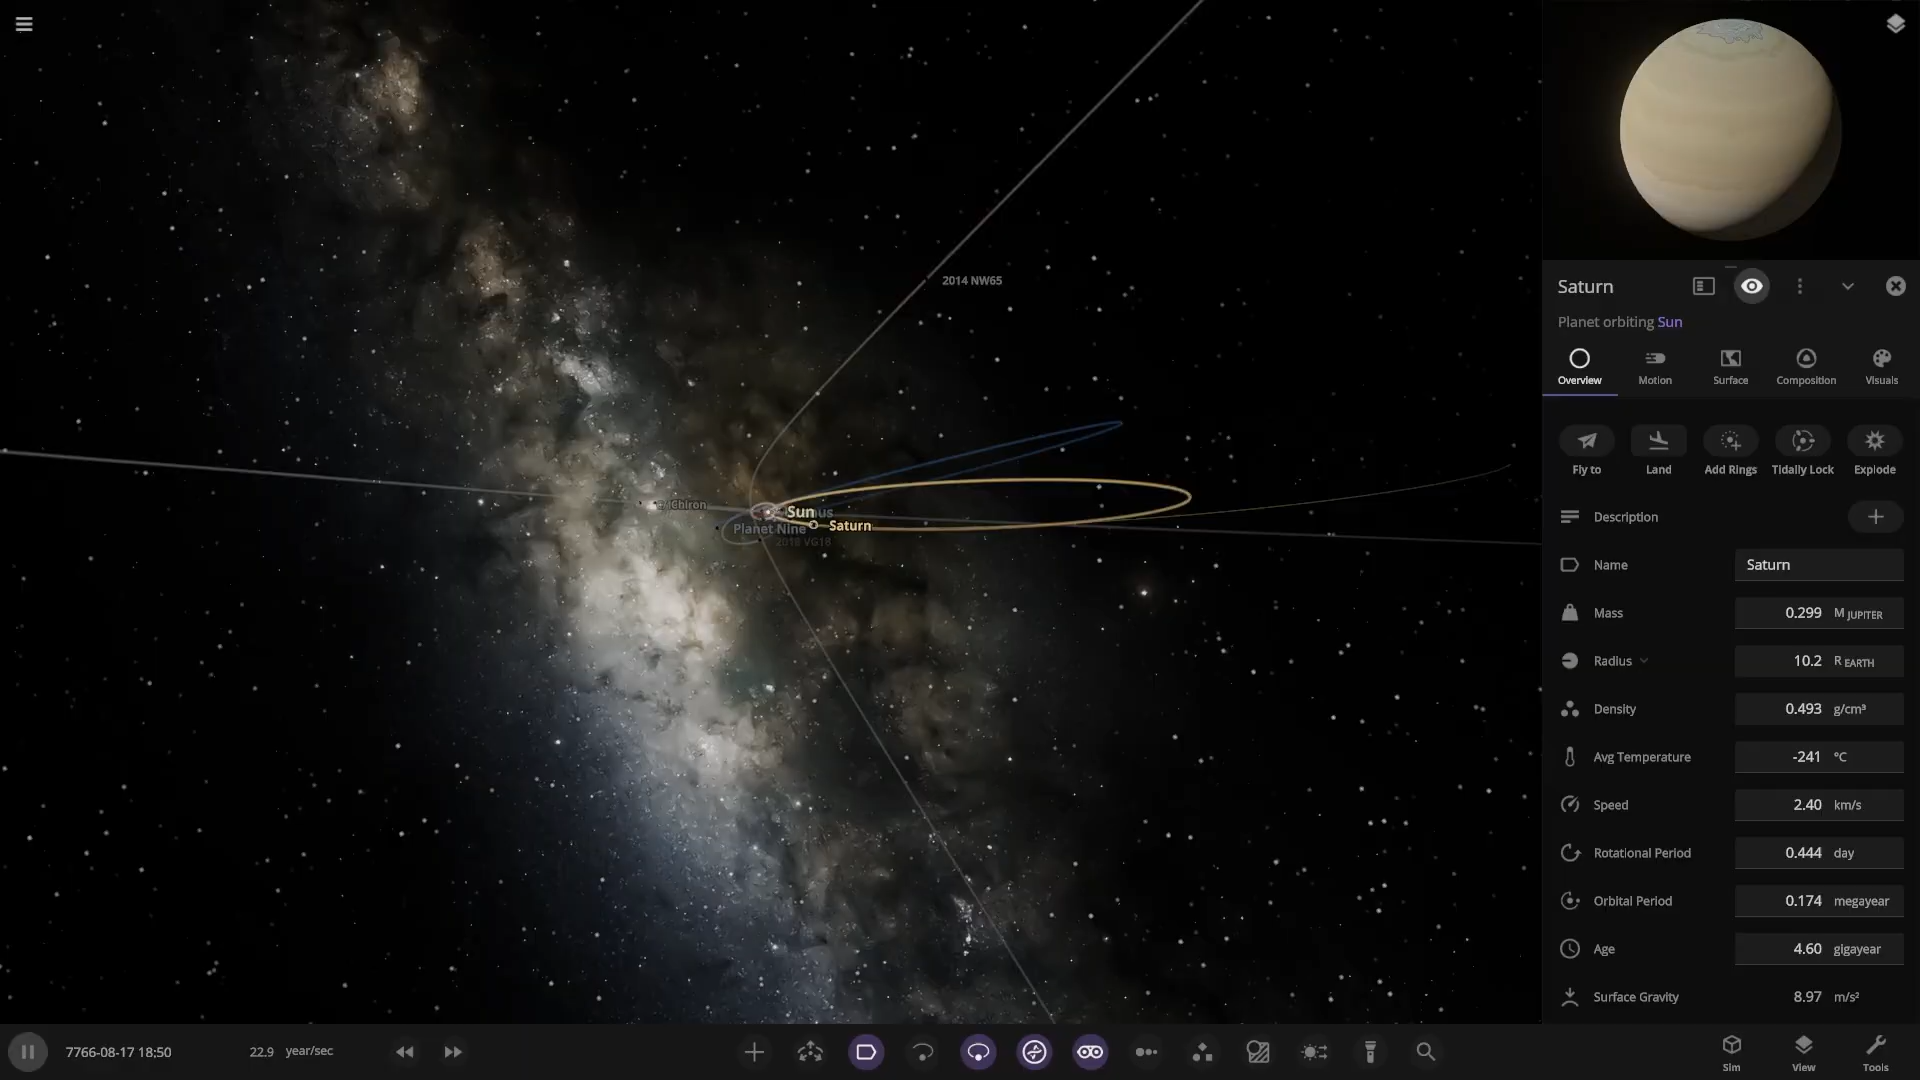 2014 NW65
Chiron
Sun
Planet Nine
Saturn
2018 VG18
Saturn
Planet orbiting Sun
Overview
Motion
Surface
Composition
Visuals
Fly to
Land
Add Rings
Tidally Lock
Explode
Description
Name
Saturn
Mass
0.299 M JUPITER
Radius
10.2 R EARTH
Density
0.493 g/cm³
Avg Temperature
-241 °C
Speed
2.40 km/s
Rotational Period
0.444 day
Orbital Period
0.174 megayear
Age
4.60 gigayear
Surface Gravity
8.97 m/s²
7766-08-17 18:50
22.9 year/sec
Sim
View
Tools